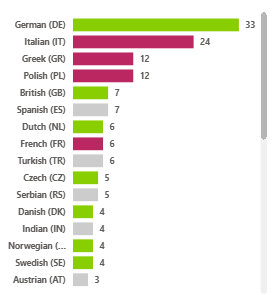 German (DE) 33
Italian (IT) 24
Greek (GR) 12
Polish (PL) 12
British (GB) 7
Spanish (ES) 7
Dutch (NL) 6
French (FR) 6
Turkish (TR) 6
Czech (CZ) 5
Serbian (RS) 5
Danish (DK) 4
Indian (IN) 4
Norwegian (... 4
Swedish (SE) 4
Austrian (AT) 3